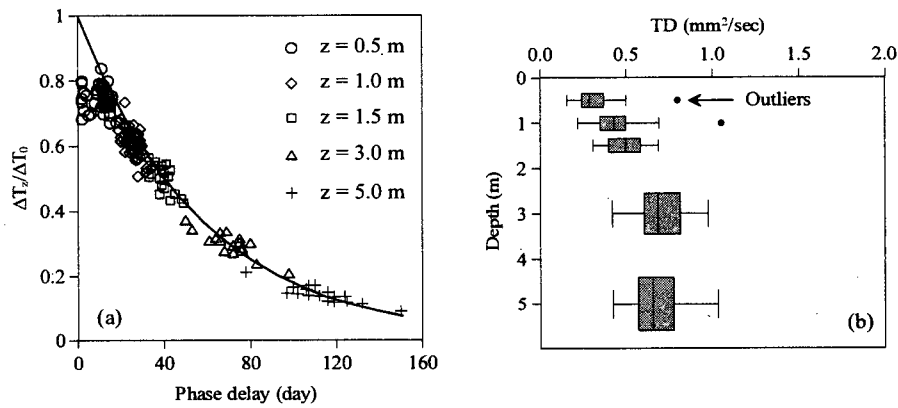 1
0.8
0.6
0.4
0.2
0
ΔT_z/ΔT_0
z = 0.5 m
z = 1.0 m
z = 1.5 m
z = 3.0 m
z = 5.0 m
(a)
0 40 80 120 160
Phase delay (day)
TD (mm²/sec)
0.0 0.5 1.0 1.5 2.0
0
1
2
3
4
5
Depth (m)
Outliers
(b)